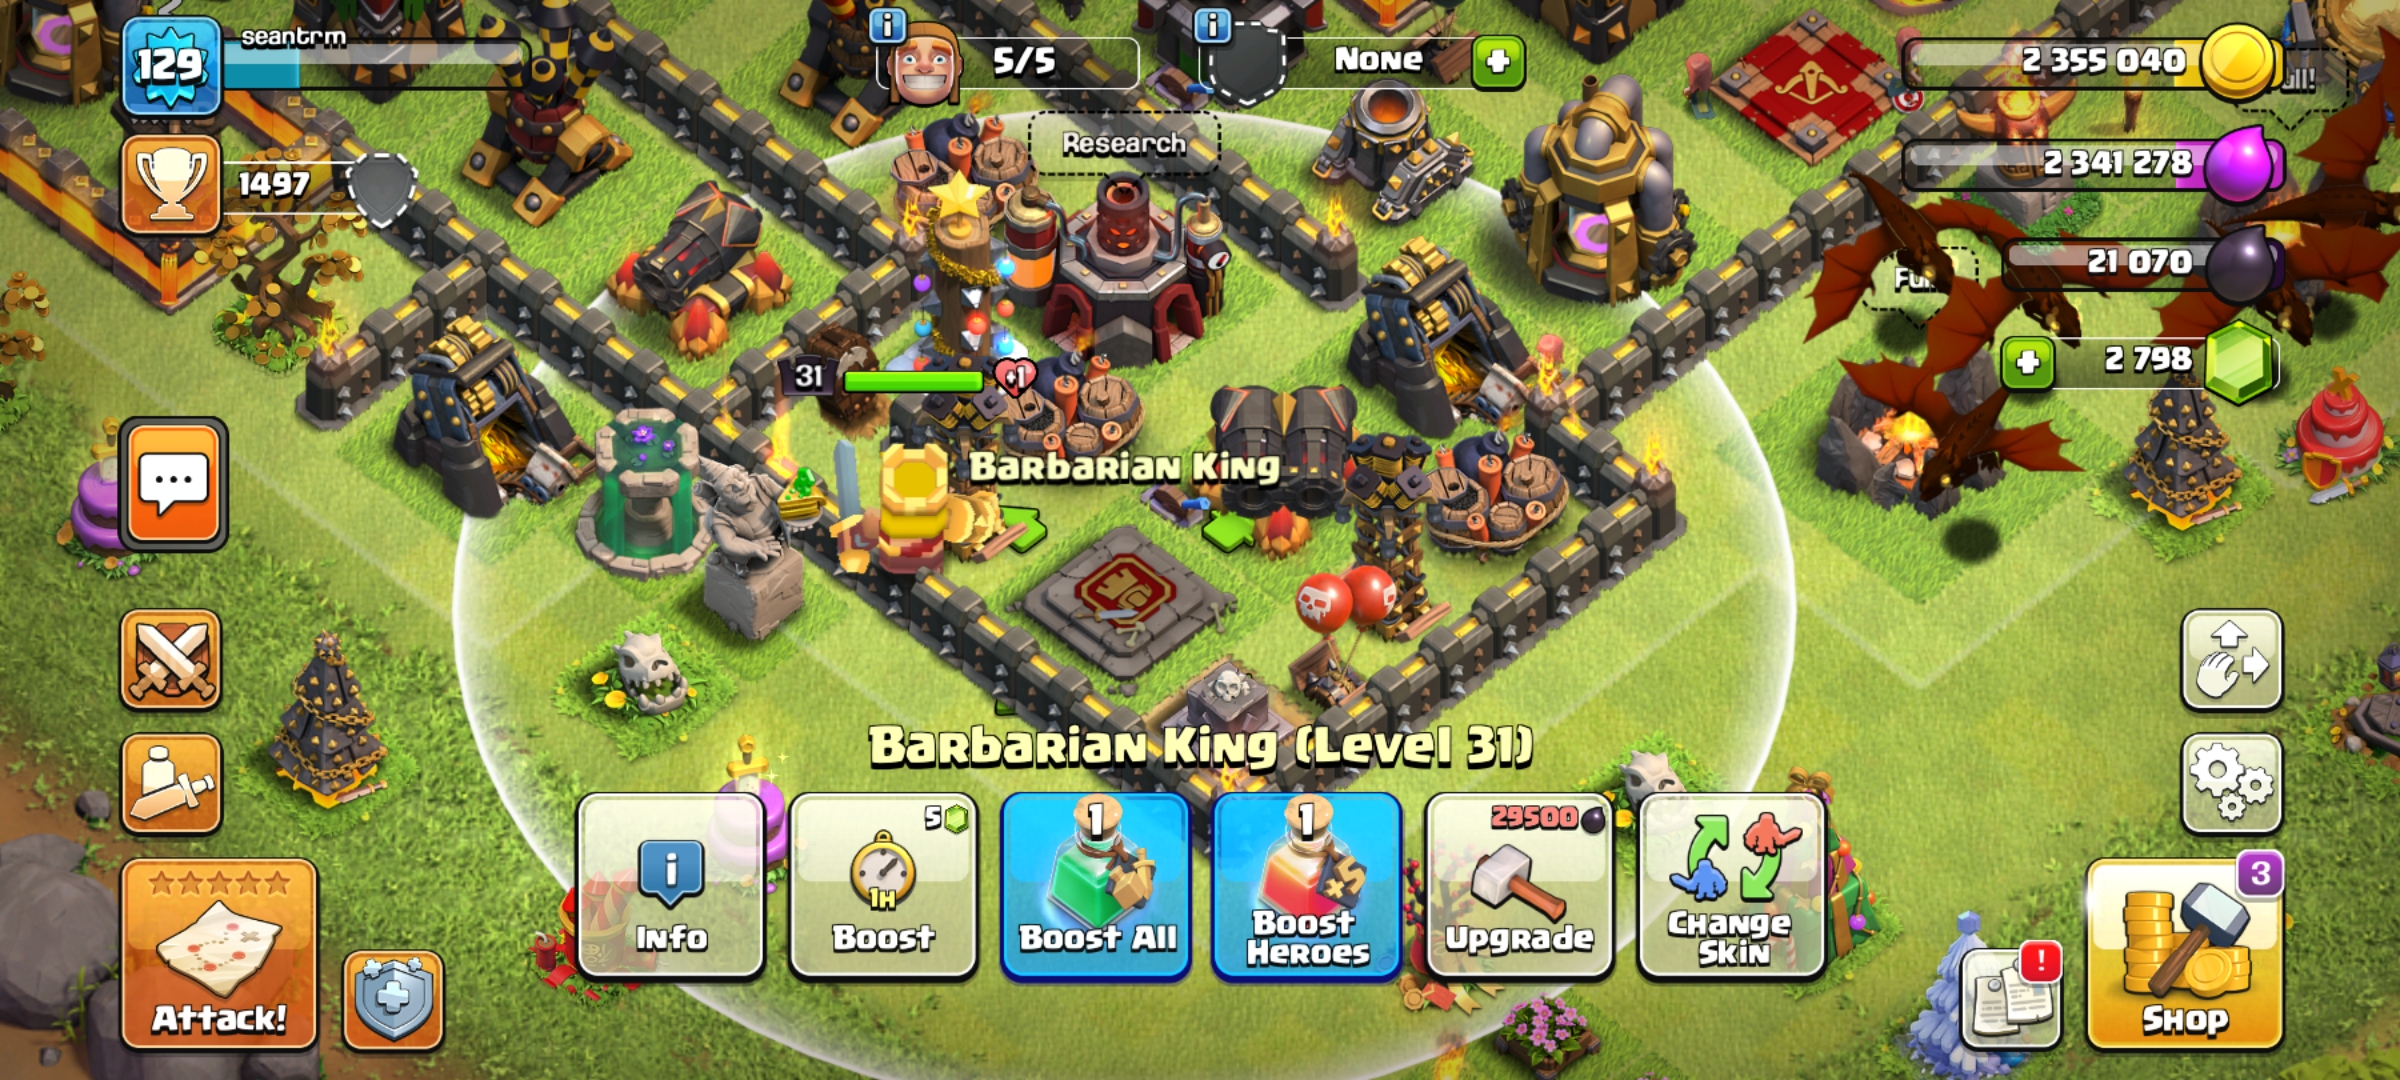 129
seantrm
5/5
None
2 355 040
1497
Research
2 341 278
21 070
2 798
31
+1
Barbarian King
Barbarian King (Level 31)
Info
5
1H
Boost
1
Boost All
1
x5
Boost
Heroes
29500
Upgrade
Change
Skin
Attack!
!
3
Shop